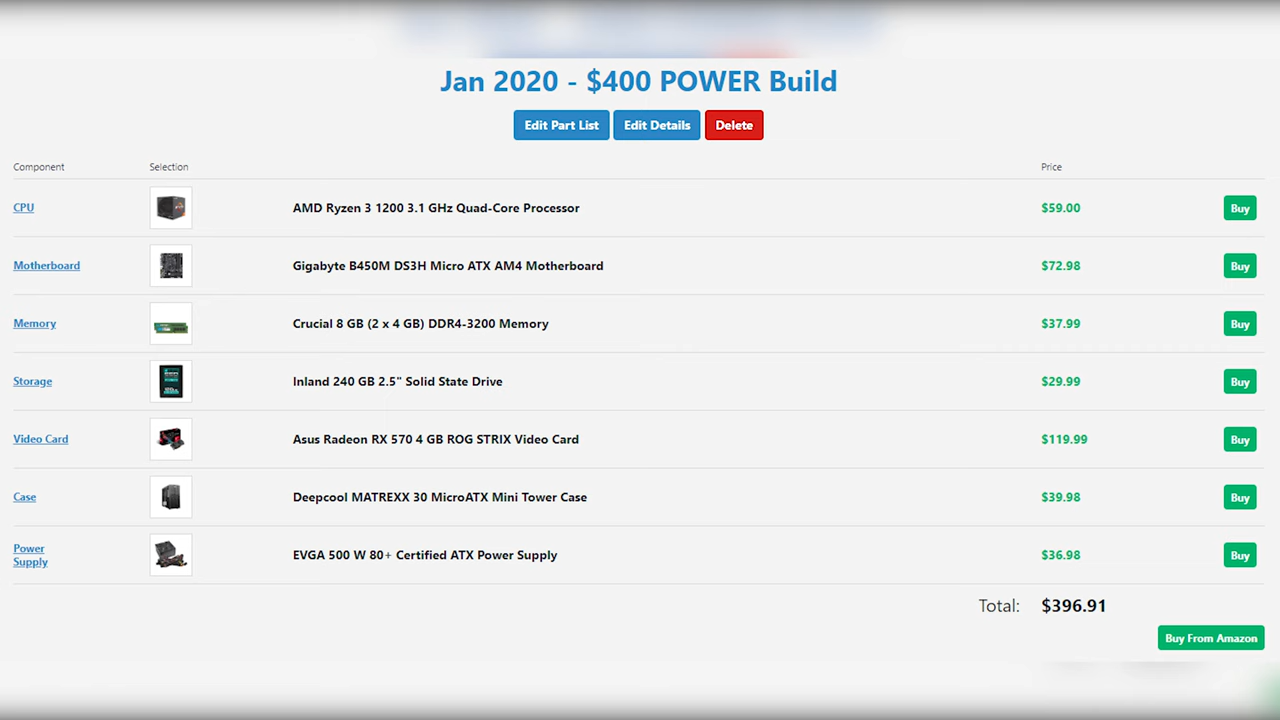 Jan 2020 - $400 POWER Build
Edit Part List Edit Details Delete
Component Selection Price
CPU AMD Ryzen 3 1200 3.1 GHz Quad-Core Processor $59.00 Buy
Motherboard Gigabyte B450M DS3H Micro ATX AM4 Motherboard $72.98 Buy
Memory Crucial 8 GB (2 x 4 GB) DDR4-3200 Memory $37.99 Buy
Storage Inland 240 GB 2.5" Solid State Drive $29.99 Buy
Video Card Asus Radeon RX 570 4 GB ROG STRIX Video Card $119.99 Buy
Case Deepcool MATREXX 30 MicroATX Mini Tower Case $39.98 Buy
Power
Supply EVGA 500 W 80+ Certified ATX Power Supply $36.98 Buy
Total: $396.91
Buy From Amazon